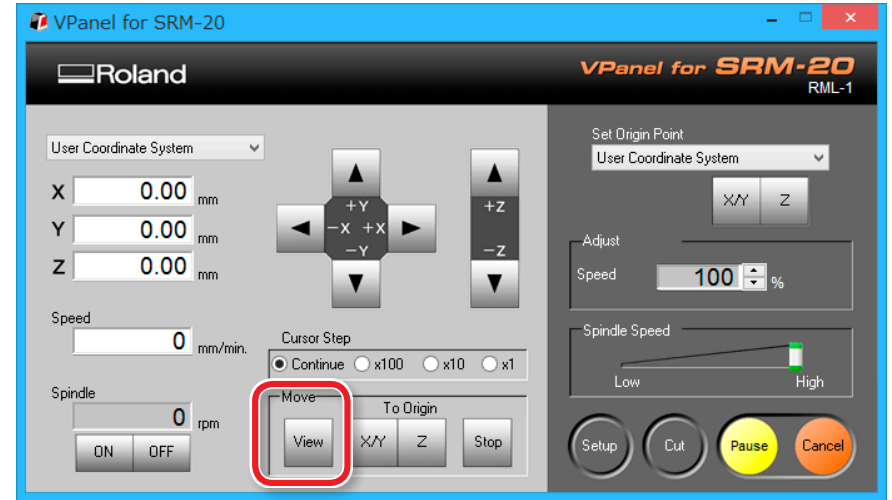 VPanel for SRM-20
Roland
VPanel for SRM-20
RML-1
User Coordinate System
X 0.00 mm
Y 0.00 mm
Z 0.00 mm
Speed
0 mm/min.
Spindle
0 rpm
ON OFF
+Y
-X +X
-Y
+Z
-Z
Cursor Step
Continue x100 x10 x1
Move
To Origin
View X/Y Z Stop
Set Origin Point
User Coordinate System
X/Y Z
Adjust
Speed 100 %
Spindle Speed
Low High
Setup Cut Pause Cancel